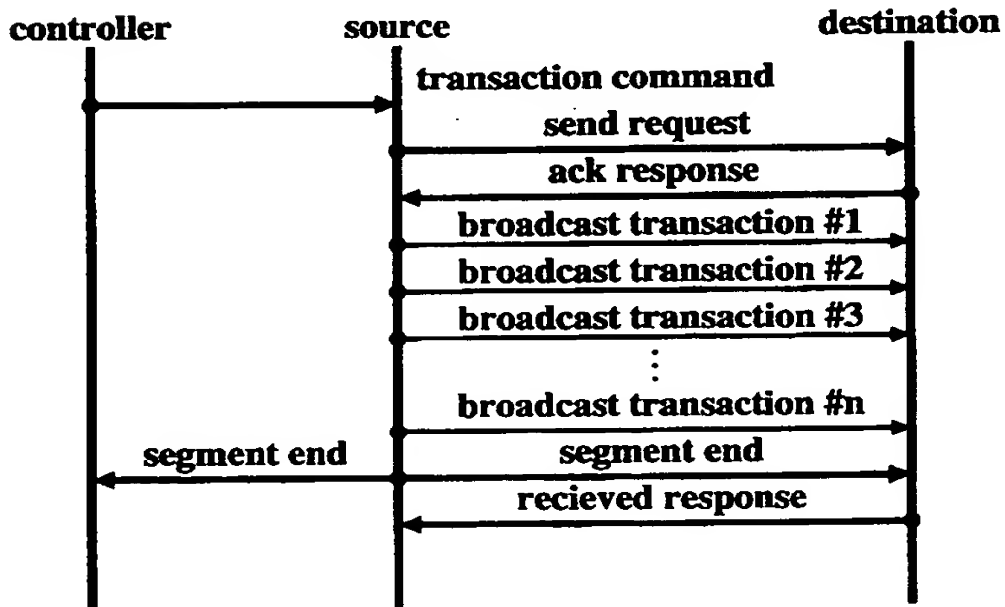 controller
source
destination
transaction command
send request
ack response
broadcast transaction #1
broadcast transaction #2
broadcast transaction #3
broadcast transaction #n
segment end
segment end
recieved response